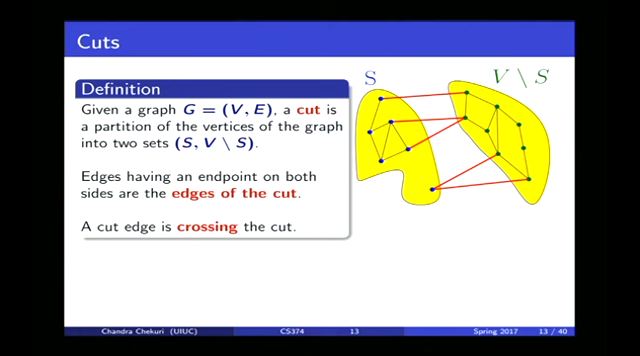 Cuts
S
V \ S
Definition
Given a graph G = (V, E), a cut is
a partition of the vertices of the graph
into two sets (S, V \ S).
Edges having an endpoint on both
sides are the edges of the cut.
A cut edge is crossing the cut.
Chandra Chekuri (UIUC) CS374 13 Spring 2017 13 / 40